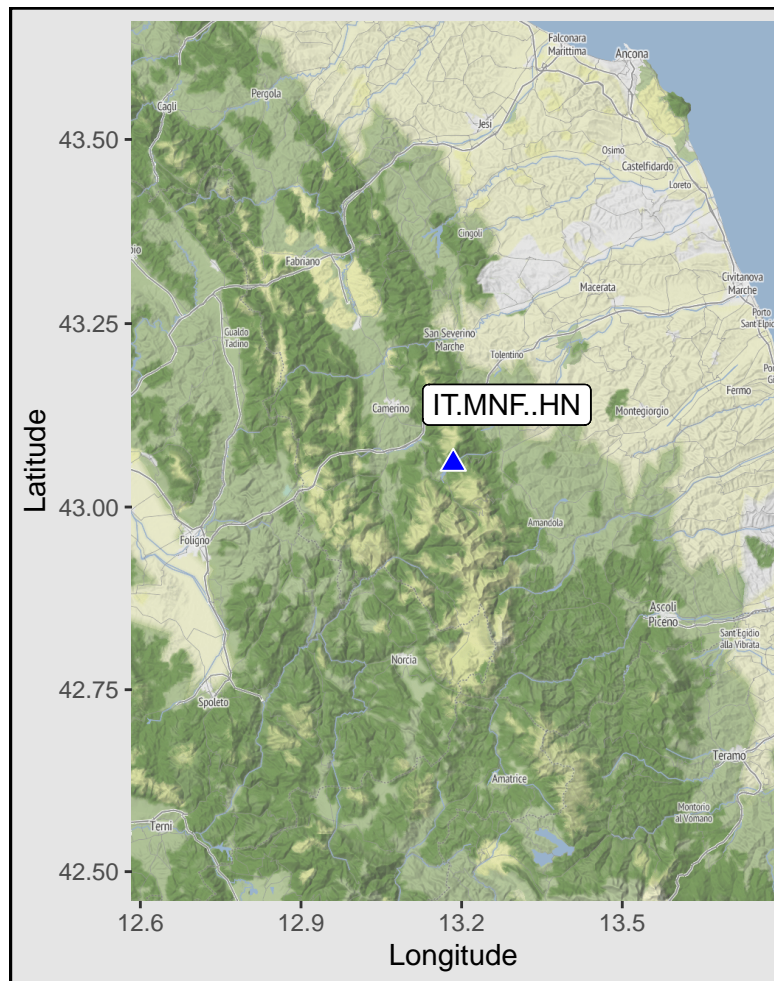 Falconara
Marittima
Ancona
Cagli
Pergola
Jesi
Osimo
Castelfidardo
Loreto
Cingoli
Fabriano
Civitanova
Marche
Macerata
Porto
Sant'Elpid
Gualdo
Tadino
San Severino
Marche
Tolentino
Fermo
Camerino
IT.MNF..HN
Montegiorgio
Foligno
Amandola
Ascoli
Piceno
Sant'Egidio
alla Vibrata
Norcia
Spoleto
Teramo
Amatrice
Montorio
al Vomano
Terni
43.50
43.25
43.00
42.75
42.50
Latitude
12.6
12.9
13.2
13.5
Longitude